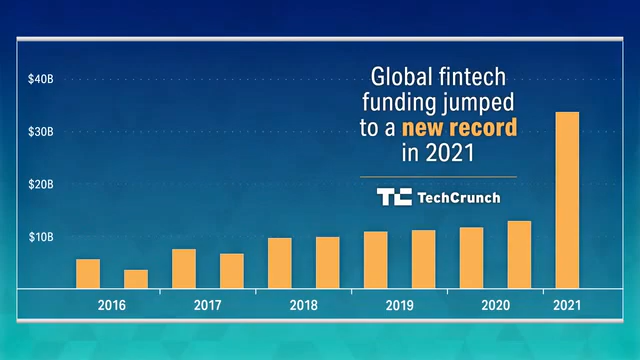 Global fintech
funding jumped
to a new record
in 2021
TC TechCrunch
$40B
$30B
$20B
$10B
2016 2017 2018 2019 2020 2021